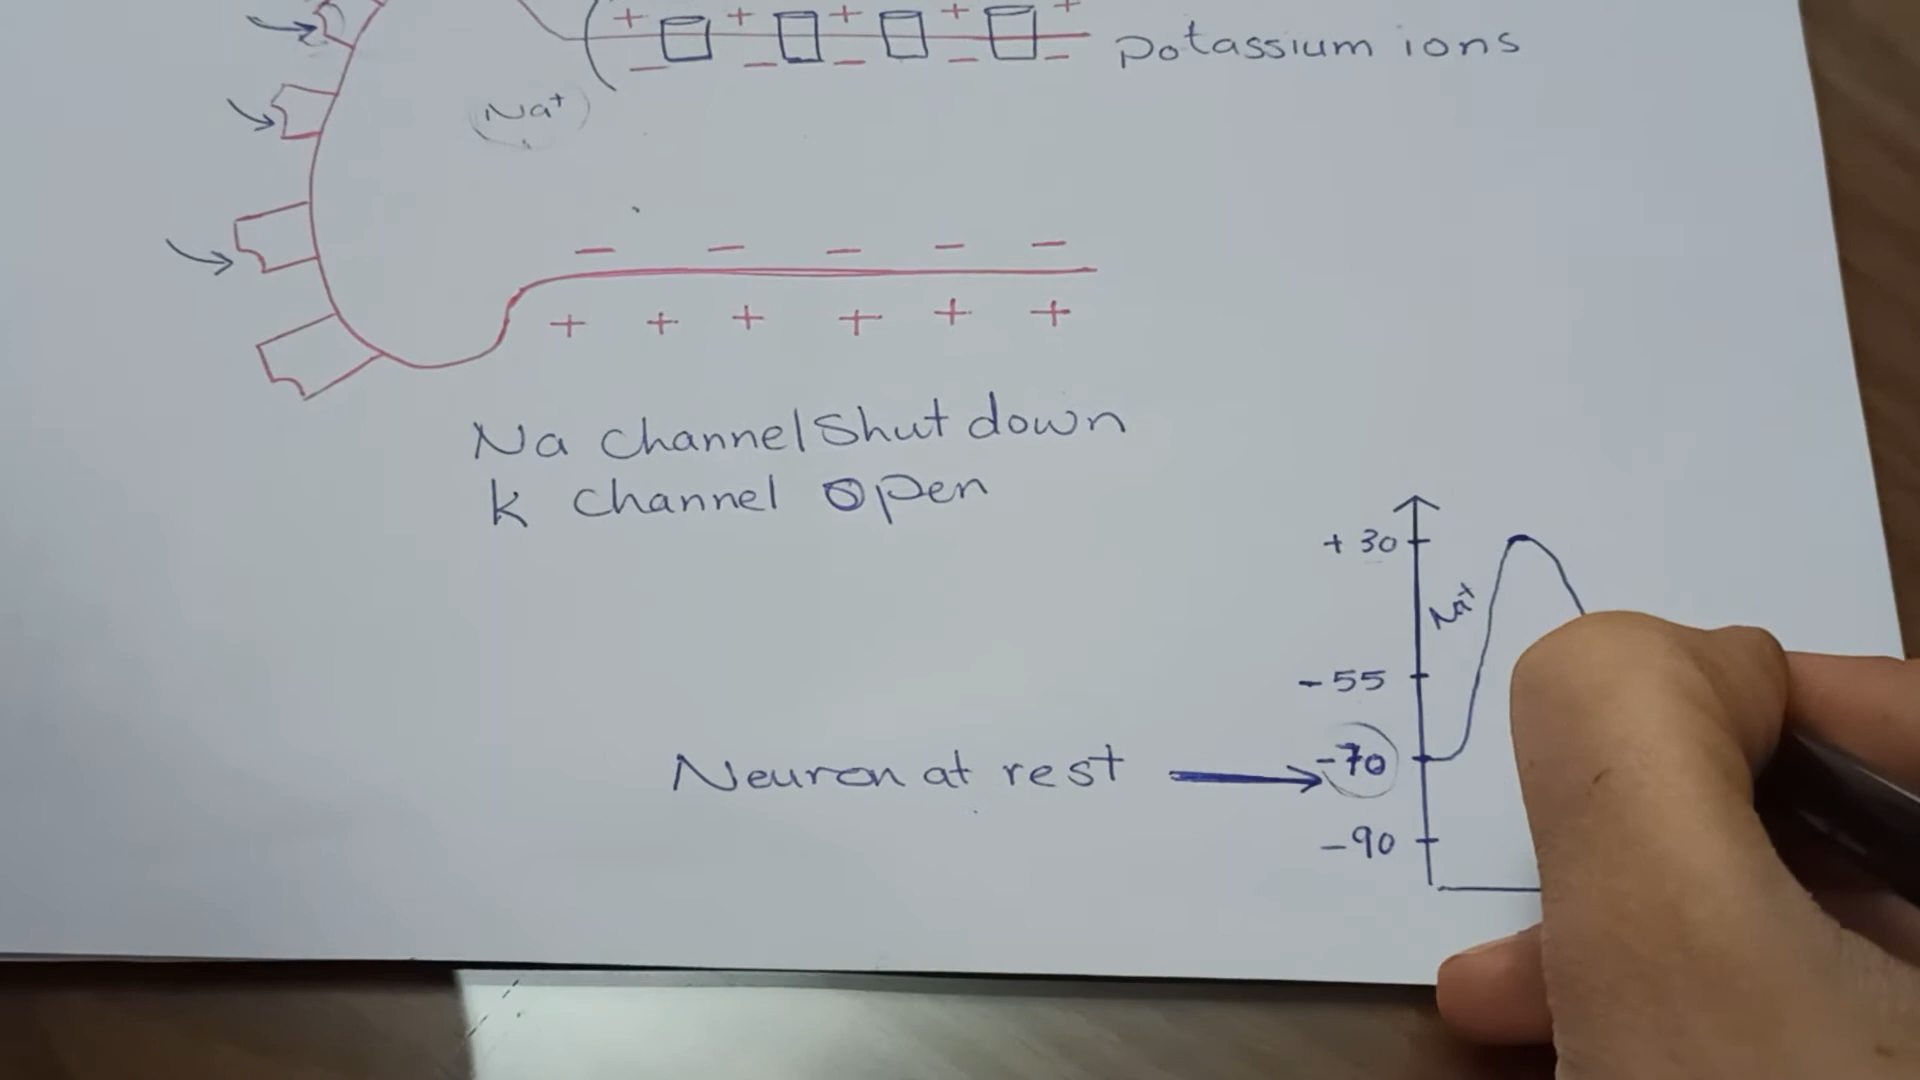 + + + + +
Potassium ions
- - - - -
Na+
- - - - -
+ + + + +
Na channel Shut down
K channel Open
+ 30
Na+
- 55
Neuron at rest
-70
-90